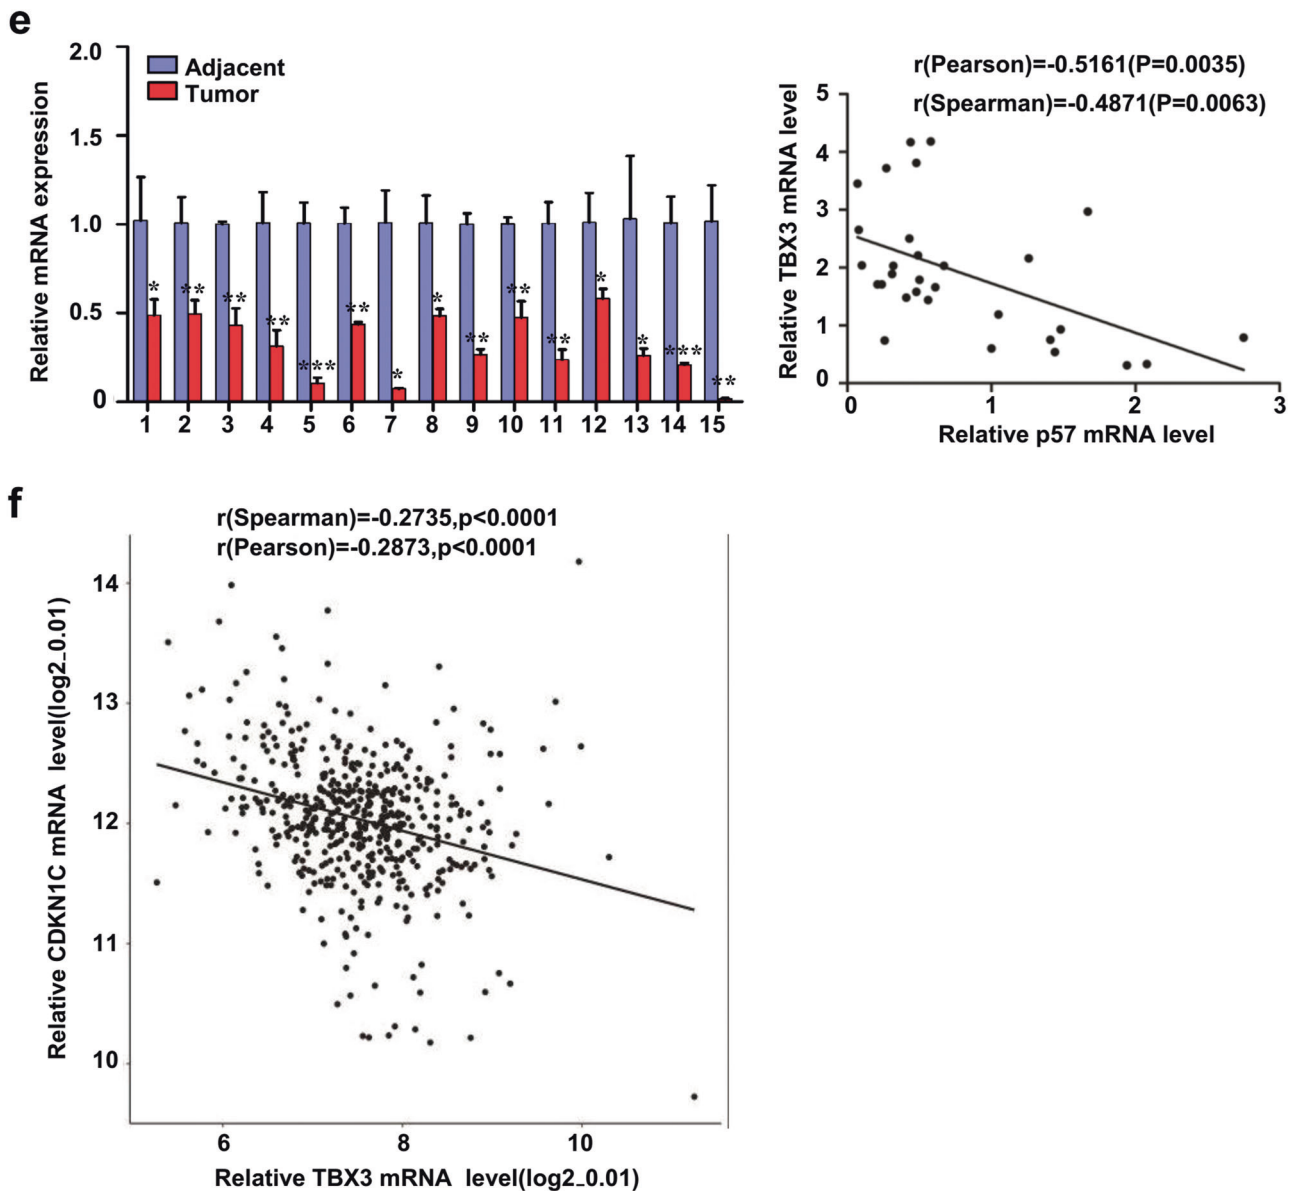 e
2.0
1.5
1.0
0.5
0
Relative mRNA expression
Adjacent
Tumor
* ** ** ** *** ** * * ** ** ** * * *** **
1 2 3 4 5 6 7 8 9 10 11 12 13 14 15
r(Pearson)=-0.5161(P=0.0035)
r(Spearman)=-0.4871(P=0.0063)
Relative TBX3 mRNA level
5
4
3
2
1
0
0 1 2 3
Relative p57 mRNA level
f
r(Spearman)=-0.2735,p<0.0001
r(Pearson)=-0.2873,p<0.0001
Relative CDKN1C mRNA level(log2_0.01)
14
13
12
11
10
6 8 10
Relative TBX3 mRNA level(log2_0.01)